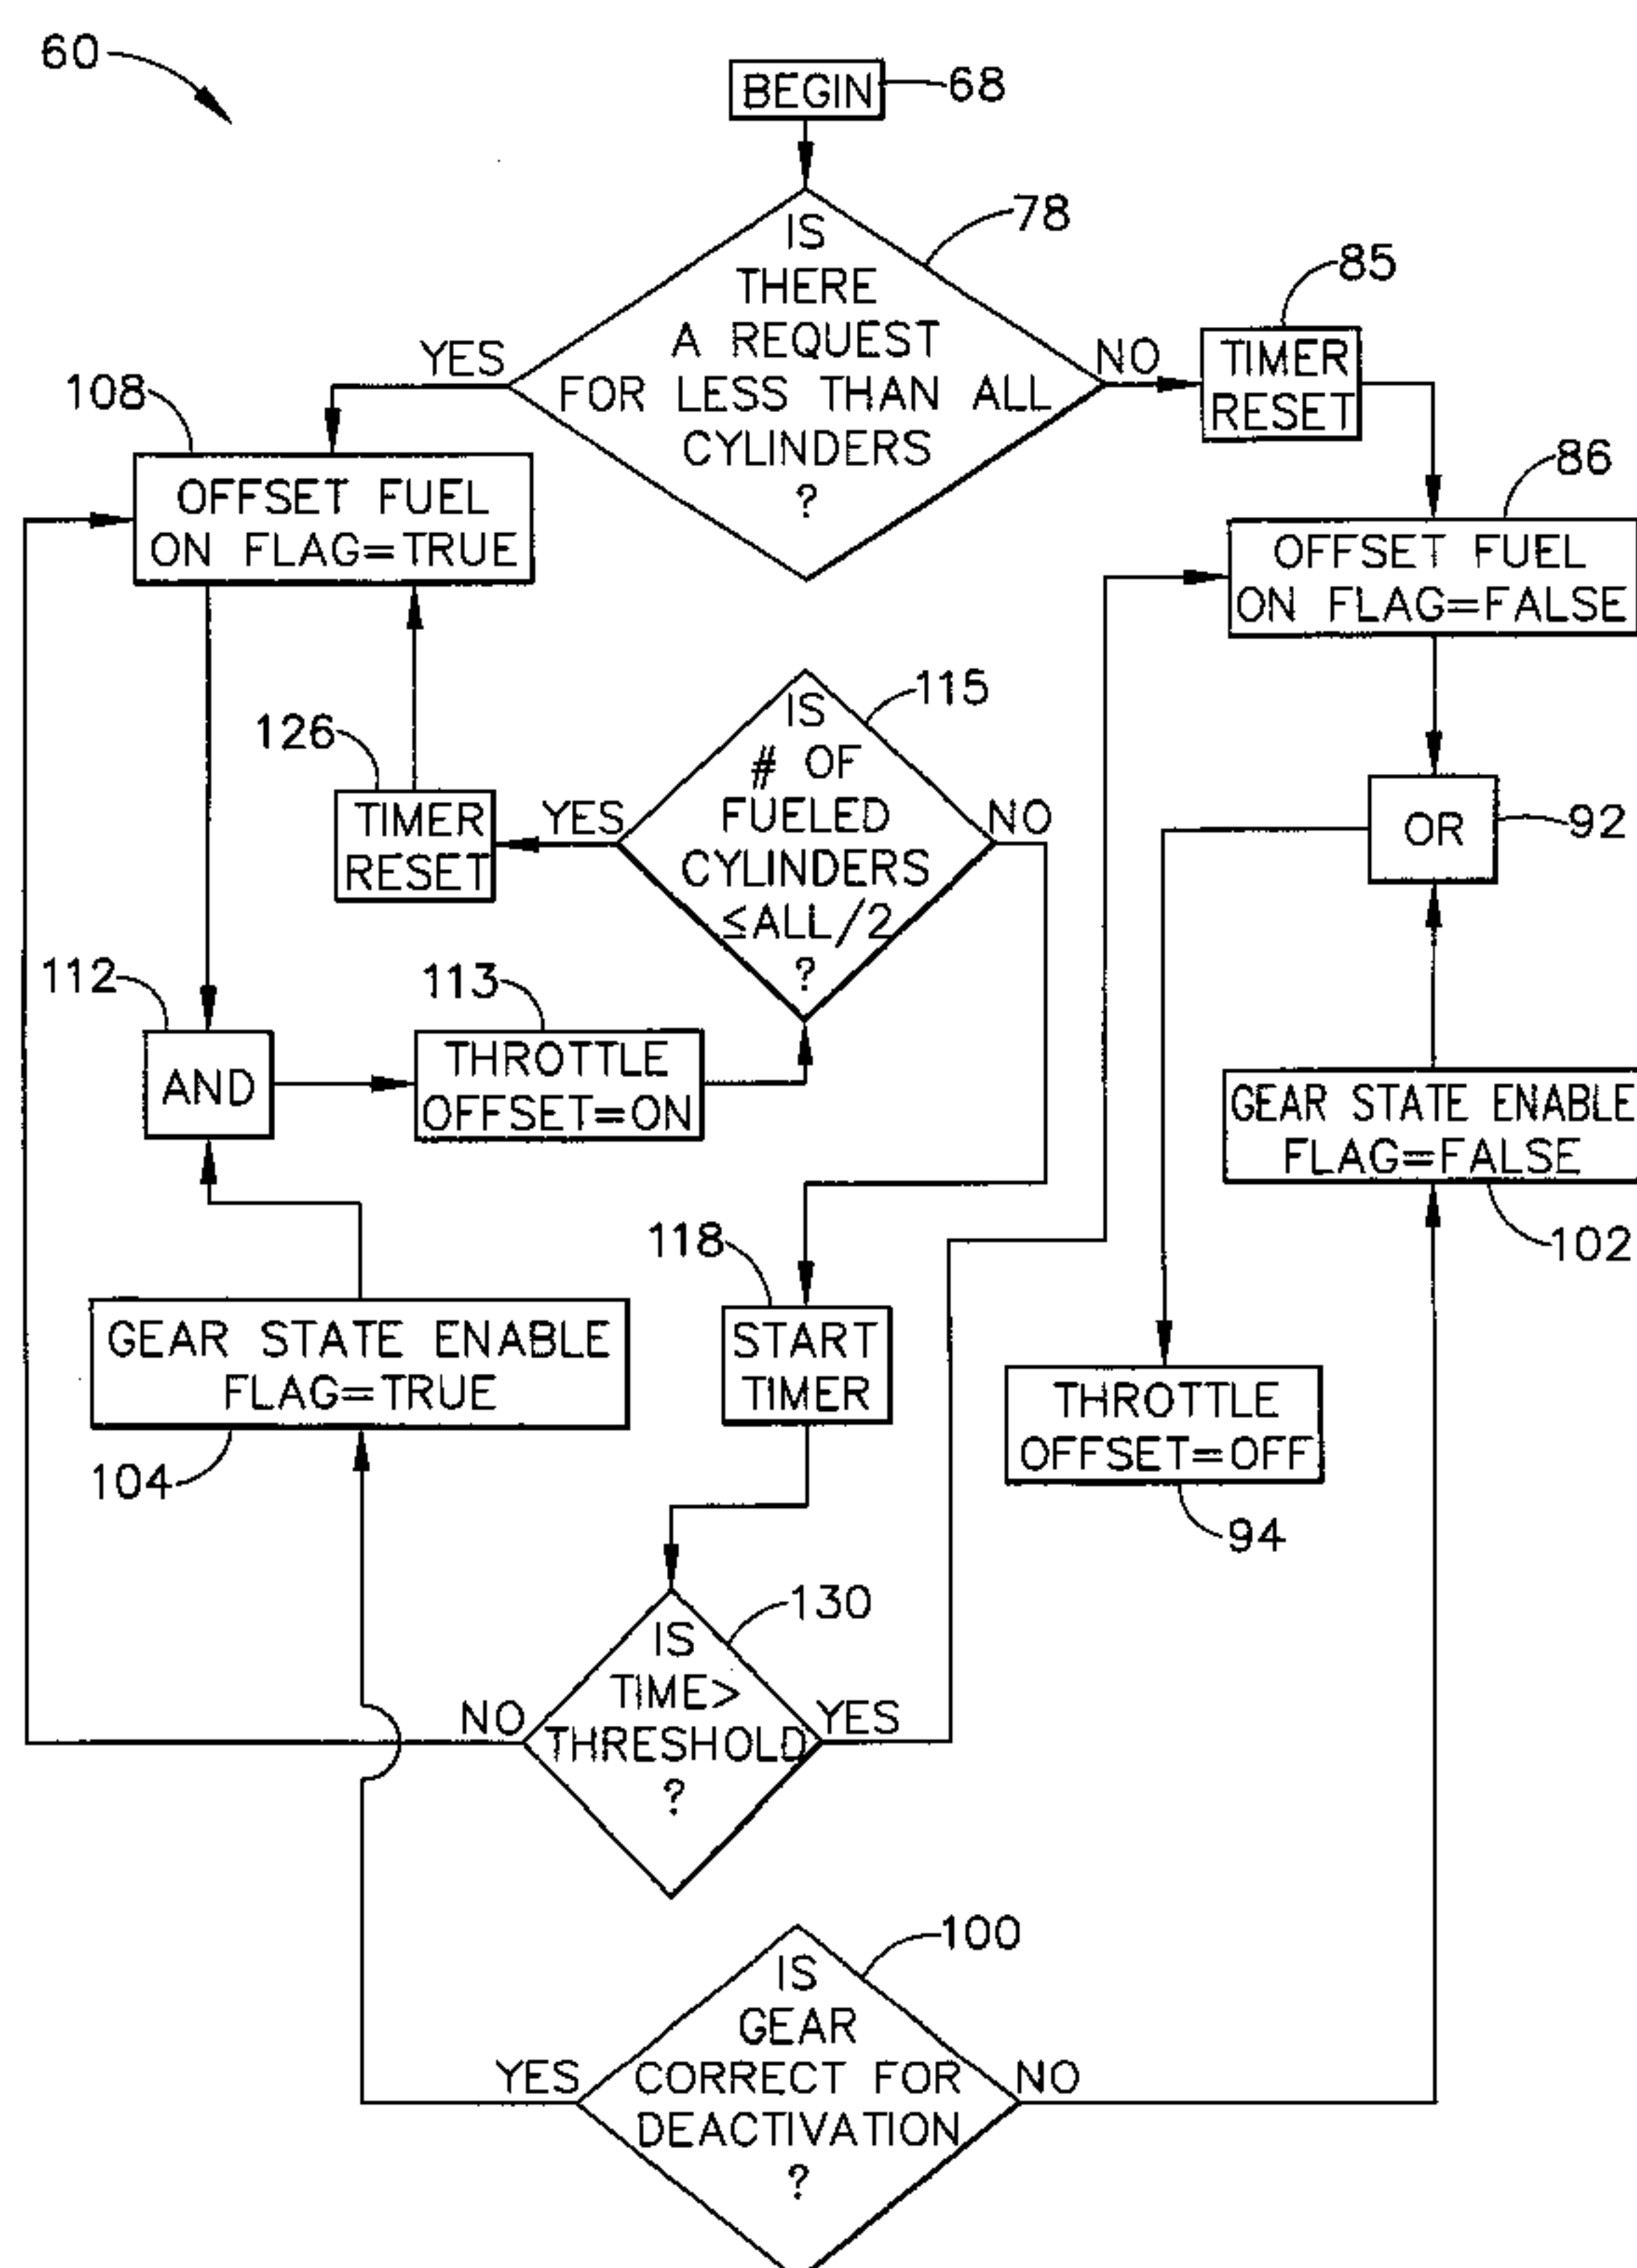 60
BEGIN
68
IS
THERE
A REQUEST
FOR LESS THAN ALL
CYLINDERS
?
78
YES
NO
85
TIMER
RESET
108
OFFSET FUEL
ON FLAG=TRUE
86
OFFSET FUEL
ON FLAG=FALSE
115
IS
# OF
FUELED
CYLINDERS
≤ALL/2
?
126
TIMER
RESET
YES
NO
OR
92
112
AND
113
THROTTLE
OFFSET=ON
GEAR STATE ENABLE
FLAG=FALSE
102
118
START
TIMER
GEAR STATE ENABLE
FLAG=TRUE
104
THROTTLE
OFFSET=OFF
94
130
IS
TIME>
THRESHOLD
?
NO
YES
100
IS
GEAR
CORRECT FOR
DEACTIVATION
?
YES
NO